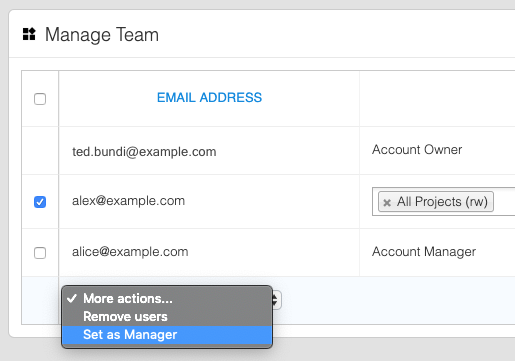 Manage Team
EMAIL ADDRESS
ted.bundi@example.com Account Owner
alex@example.com × All Projects (rw)
alice@example.com Account Manager
✓ More actions...
Remove users
Set as Manager